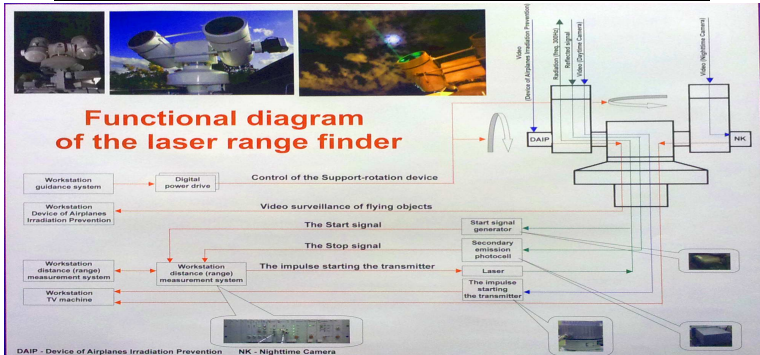 Functional diagram
of the laser range finder
Video
(Device of Airplanes Irradiation Prevention)
Radiation (freq. 300Hz)
Reflected signal
Video (Daytime Camera)
Video (Nighttime Camera)
DAIP
NK
Workstation
guidance system
Digital
power drive
Control of the Support-rotation device
Workstation
Device of Airplanes
Irradiation Prevention
Video surveillance of flying objects
The Start signal
Start signal
generator
The Stop signal
Secondary
emission
photocell
Workstation
distance (range)
measurement system
Workstation
distance (range)
measurement system
The impulse starting the transmitter
Laser
Workstation
TV machine
The impulse
starting
the transmitter
DAIP - Device of Airplanes Irradiation Prevention
NK - Nighttime Camera